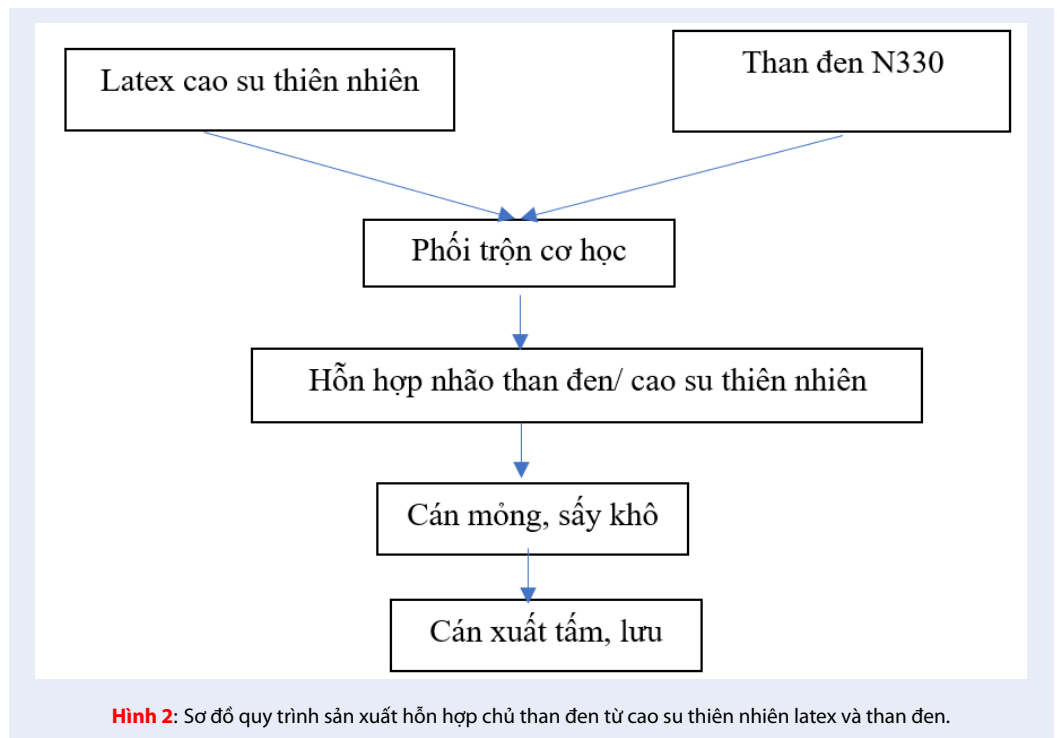 Latex cao su thiên nhiên
Than đen N330
Phối trộn cơ học
Hỗn hợp nhão than đen/ cao su thiên nhiên
Cán mỏng, sấy khô
Cán xuất tấm, lưu
Hình 2: Sơ đồ quy trình sản xuất hỗn hợp chủ than đen từ cao su thiên nhiên latex và than đen.